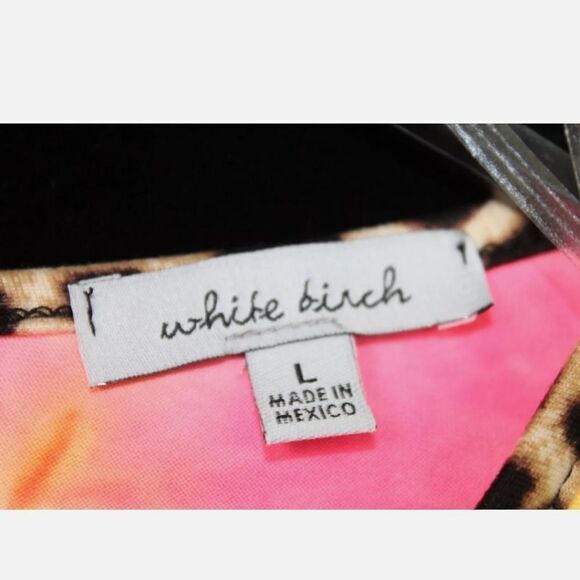 white birch
L
MADE IN
MEXICO